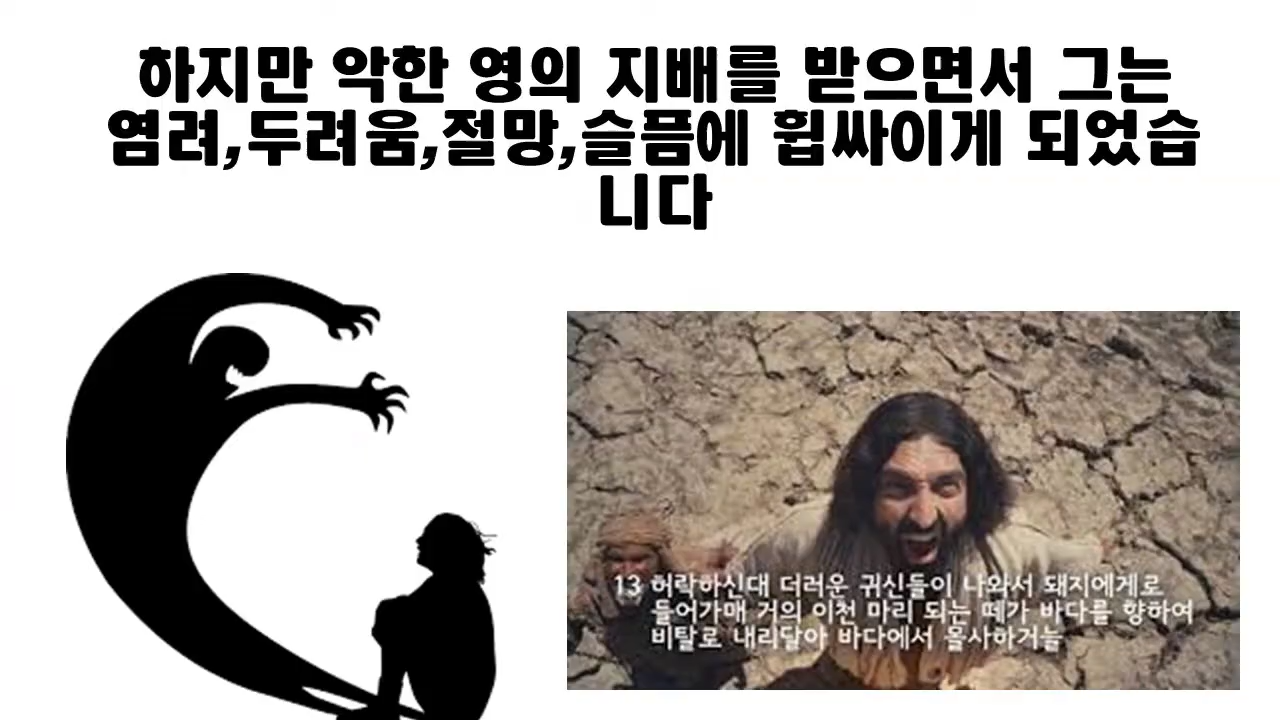 하지만 악한 영의 지배를 받으면서 그는
염려,두려움,절망,슬픔에 휩싸이게 되었습
니다
13 허락하신대 더러운 귀신들이 나와서 돼지에게로
들어가매 거의 이천 마리 되는 떼가 바다를 향하여
비탈로 내리달아 바다에서 몰사하거늘